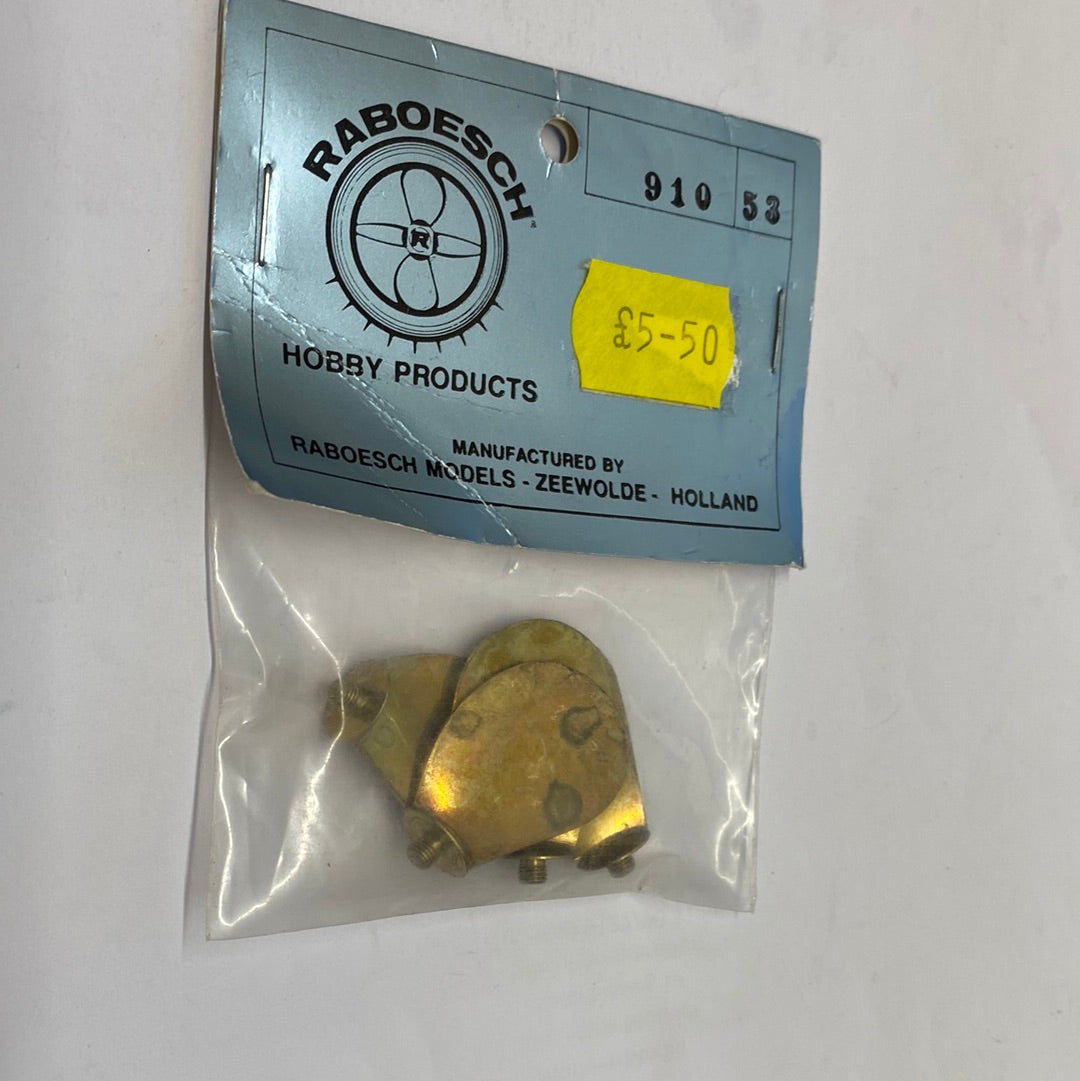 RABOESCH
R
910 53
£5-50
HOBBY PRODUCTS
MANUFACTURED BY
RABOESCH MODELS - ZEEWOLDE - HOLLAND